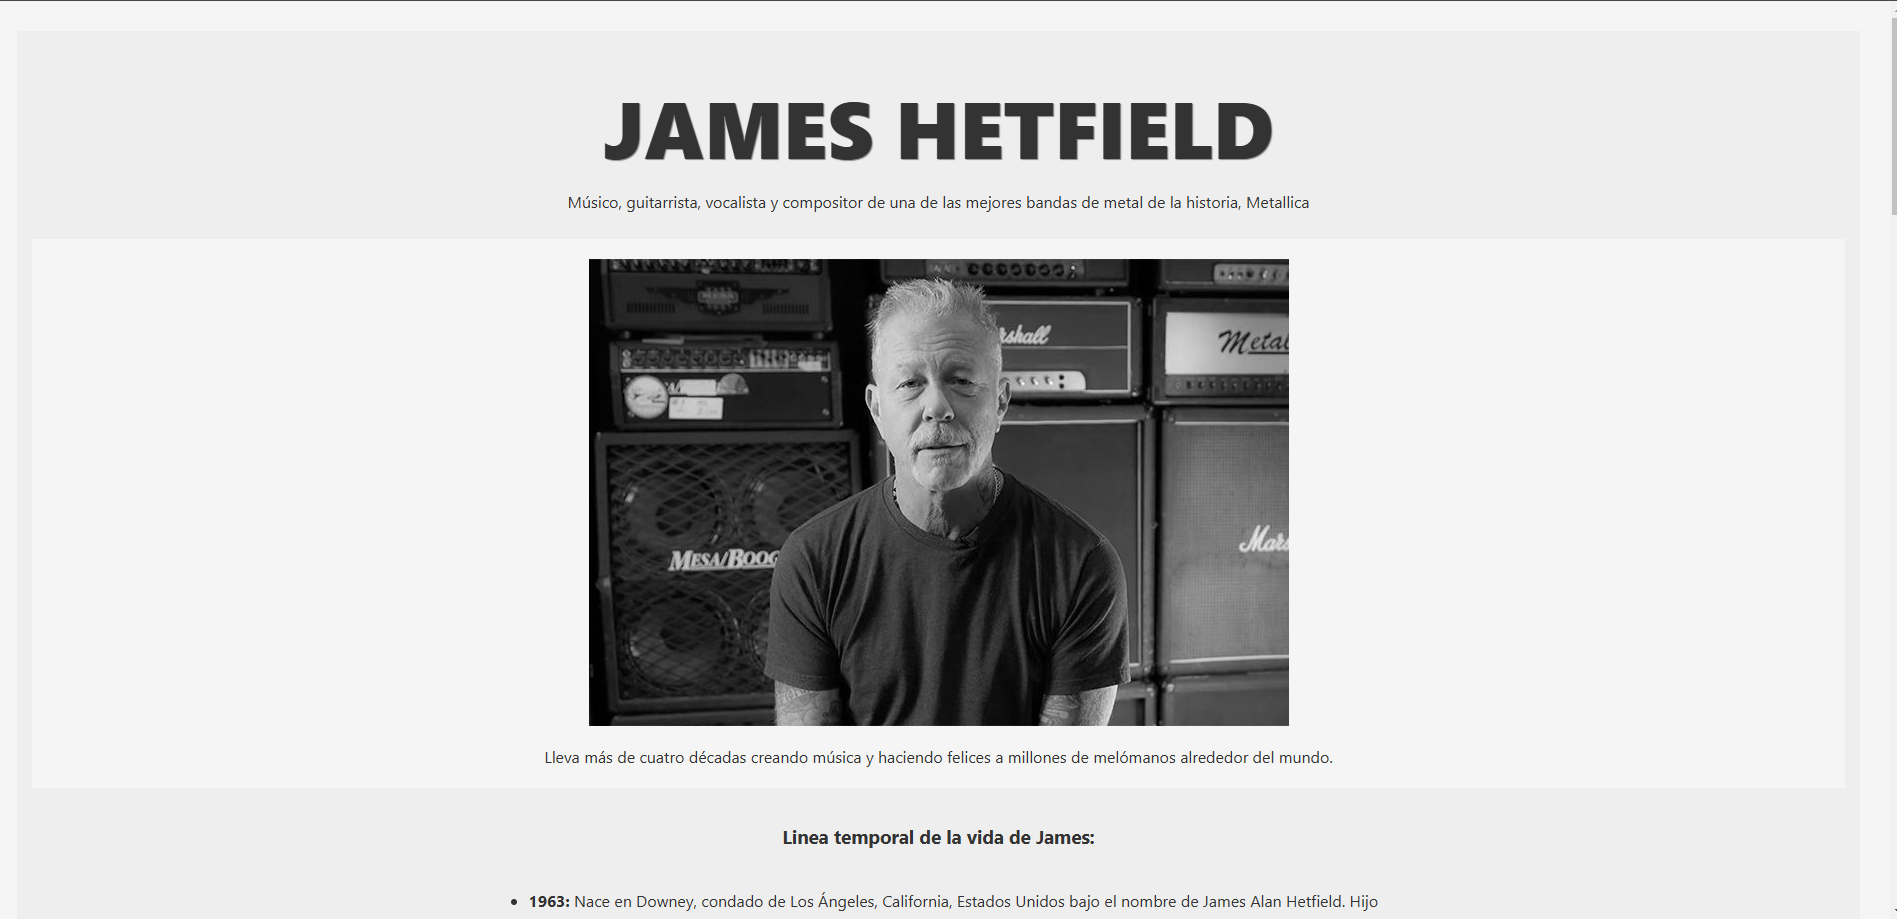 JAMES HETFIELD
Músico, guitarrista, vocalista y compositor de una de las mejores bandas de metal de la historia, Metallica
shall
Metal
MESA/BOOG
Mars
Lleva más de cuatro décadas creando música y haciendo felices a millones de melómanos alrededor del mundo.
Linea temporal de la vida de James:
• 1963: Nace en Downey, condado de Los Ángeles, California, Estados Unidos bajo el nombre de James Alan Hetfield. Hijo